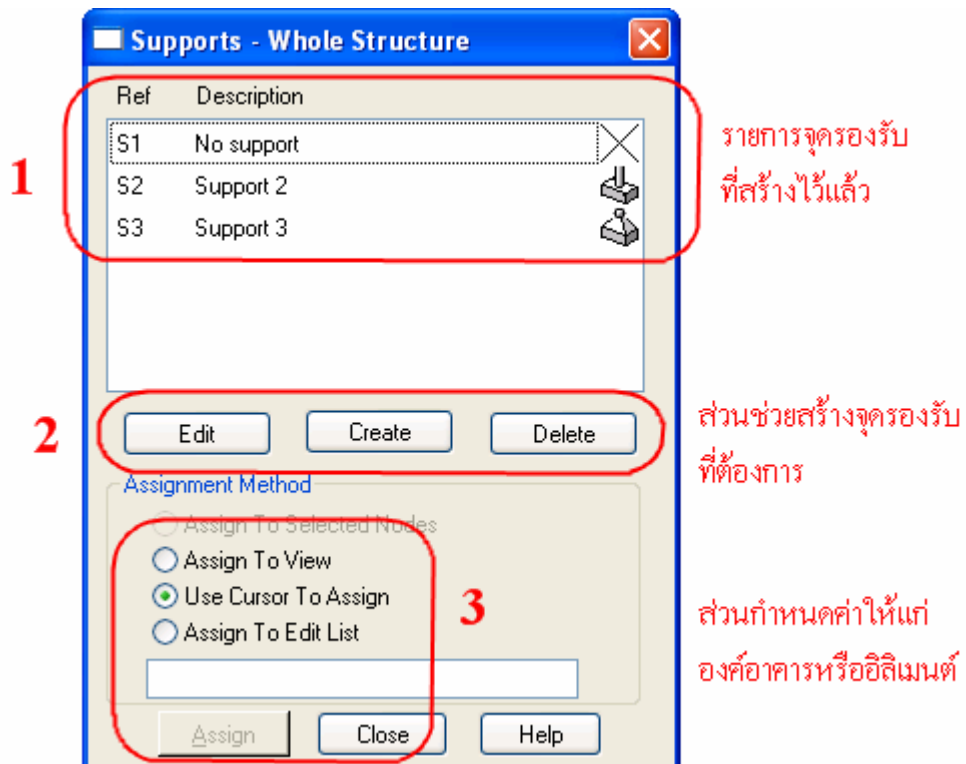 Supports - Whole Structure
Ref Description
S1 No support
S2 Support 2
S3 Support 3
1
รายการจุดรองรับ
ที่สร้างไว้แล้ว
2
Edit Create Delete
ส่วนช่วยสร้างจุดรองรับ
ที่ต้องการ
Assignment Method
Assign To Selected Nodes
Assign To View
Use Cursor To Assign
Assign To Edit List
3
ส่วนกำหนดค่าให้แก่
องค์อาคารหรืออิลิเมนต์
Assign Close Help